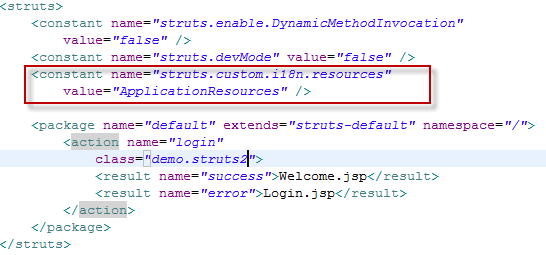 <struts>
<constant name="struts.enable.DynamicMethodInvocation"
value="false" />
<constant name="struts.devMode" value="false" />
<constant name="struts.custom.i18n.resources"
value="ApplicationResources" />
<package name="default" extends="struts-default" namespace="/">
<action name="login"
class="demo.struts2">
<result name="success">Welcome.jsp</result>
<result name="error">Login.jsp</result>
</action>
</package>
</struts>